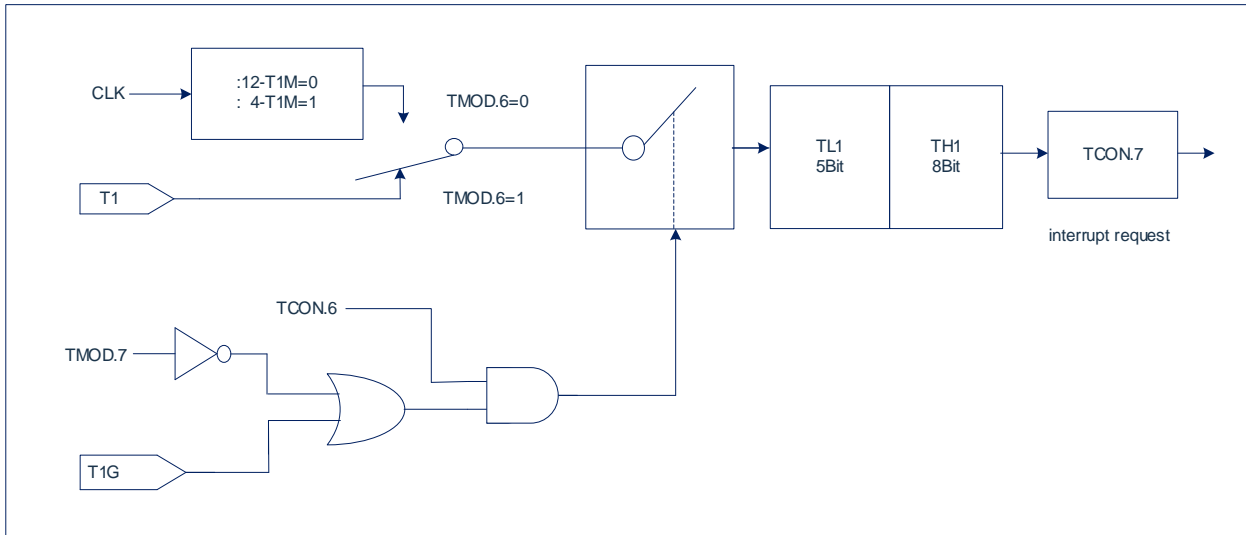 CLK
:12-T1M=0
: 4-T1M=1
TMOD.6=0
T1
TMOD.6=1
TL1
5Bit
TH1
8Bit
TCON.7
interrupt request
TCON.6
TMOD.7
T1G